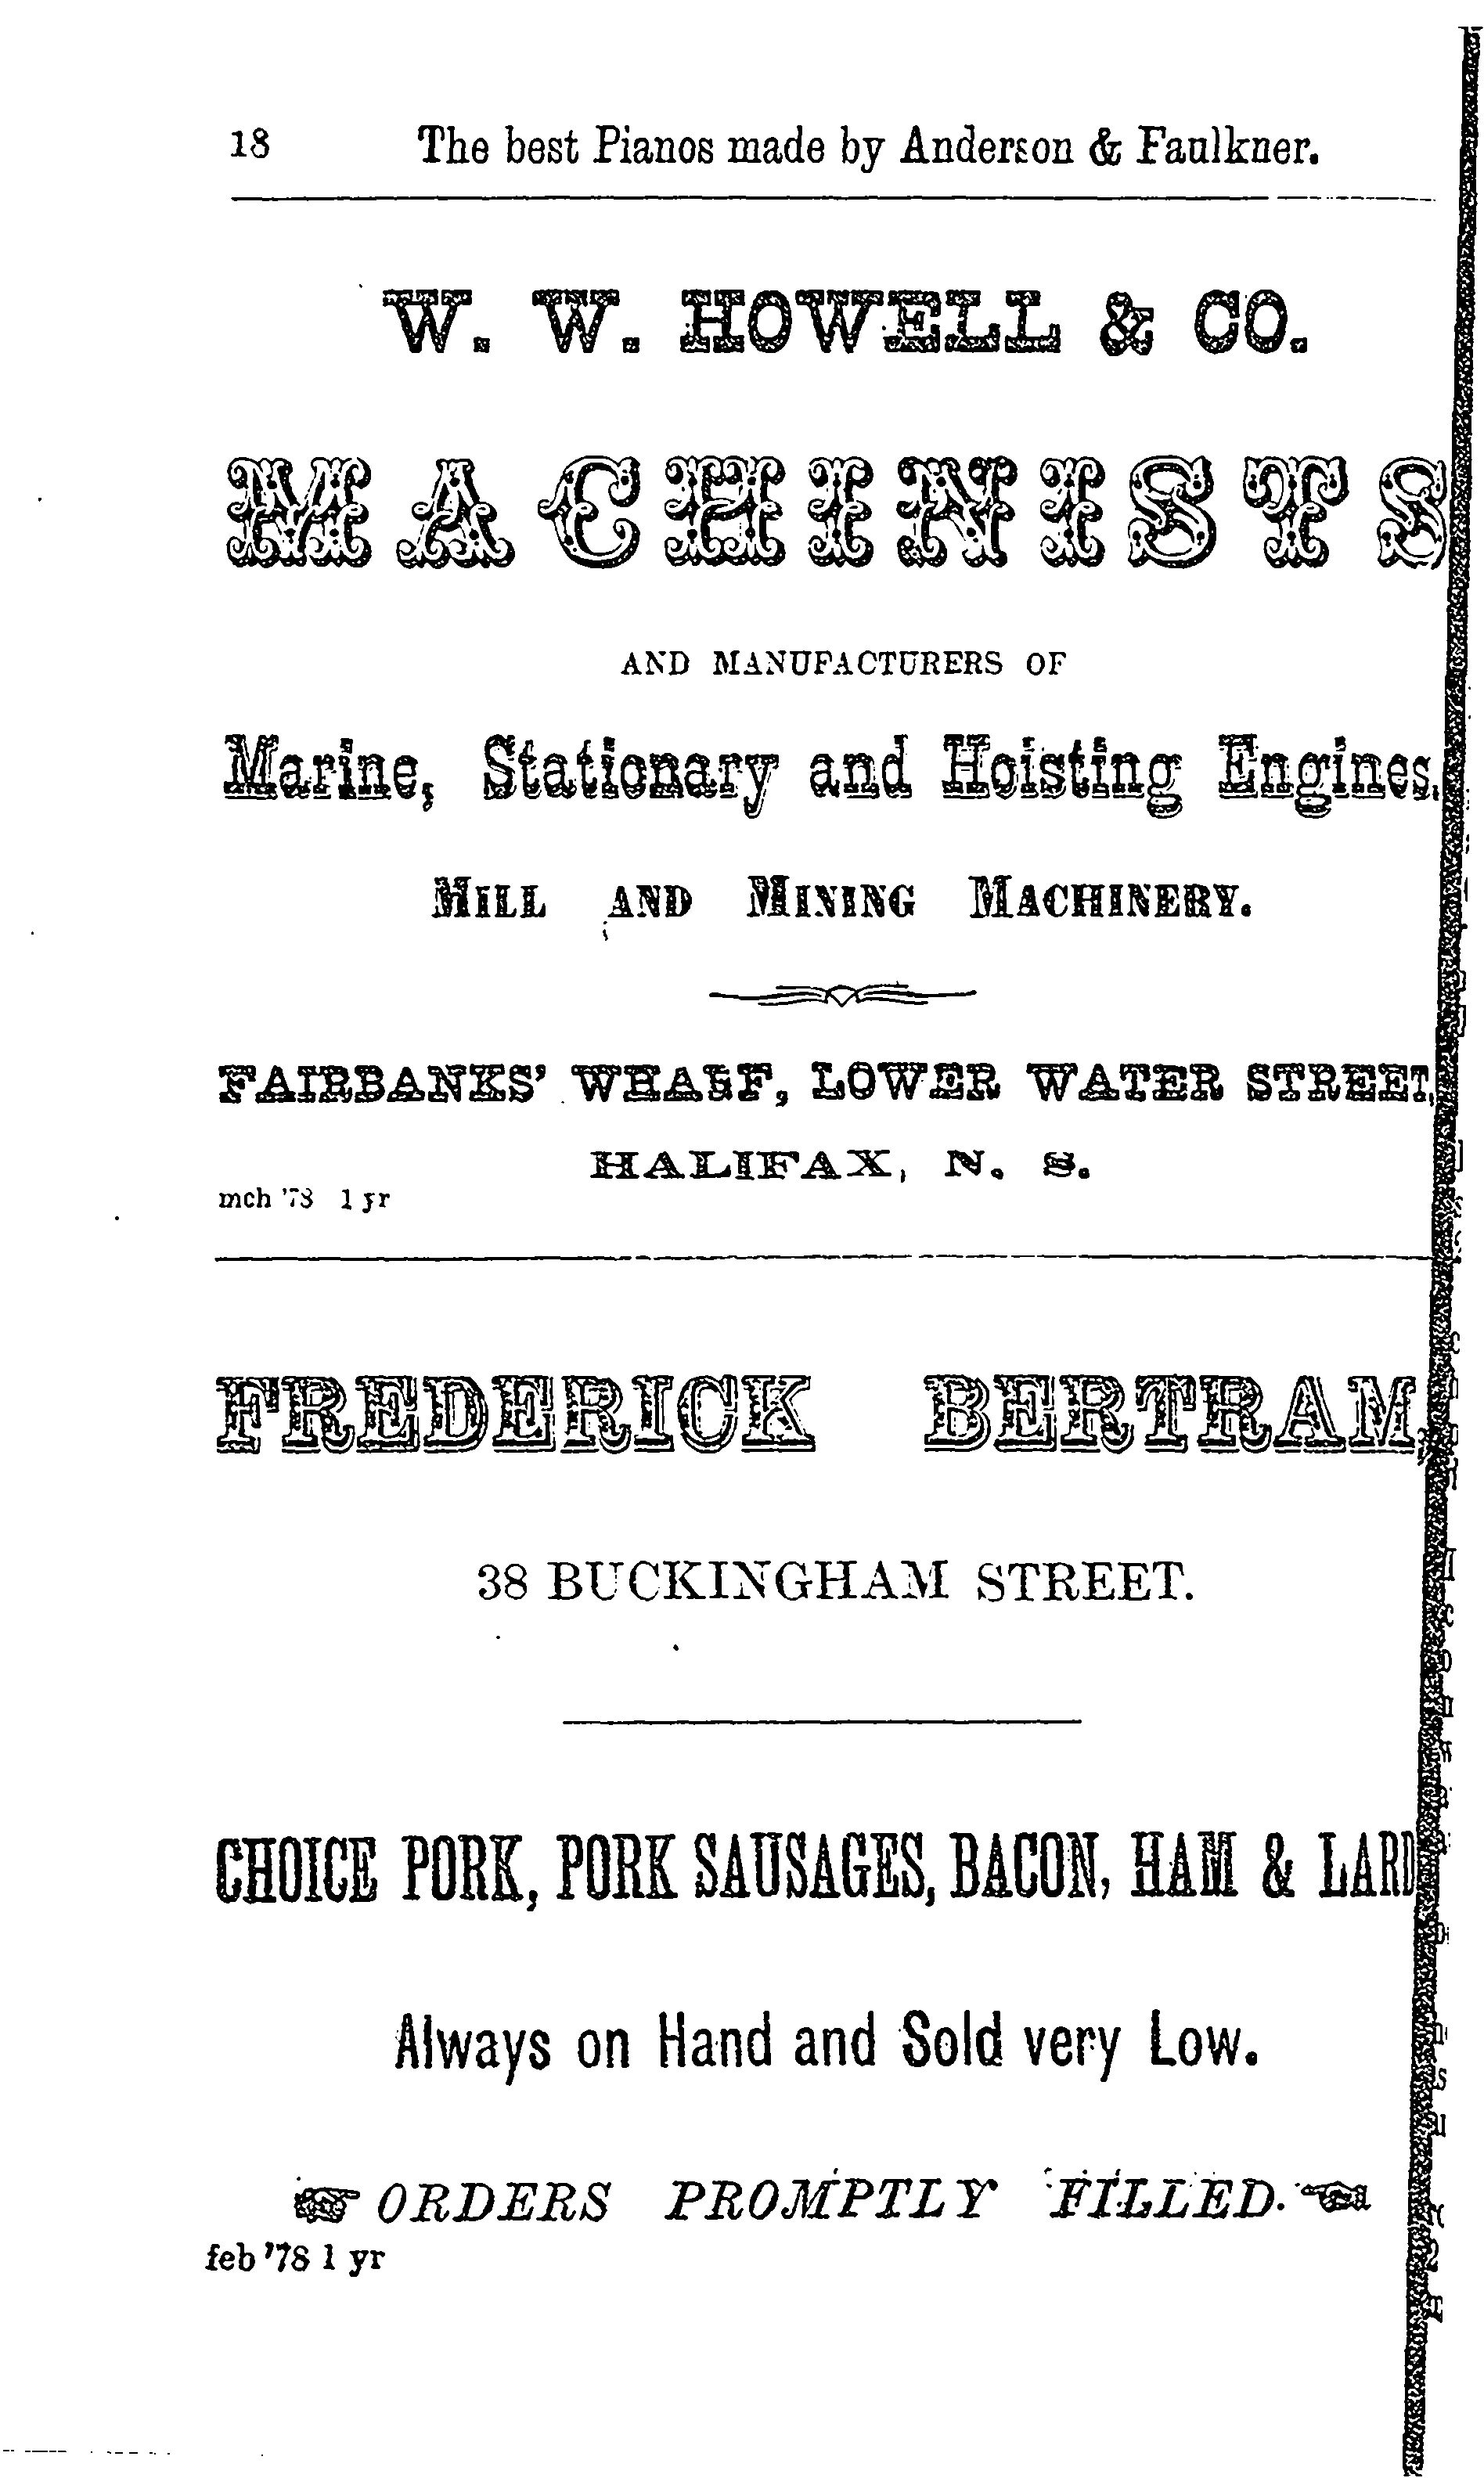 18 The best Pianos made by Anderson & Faulkner.
W. W. HOWELL & CO.
MACHINISTS
AND MANUFACTURERS OF
Marine, Stationary and Hoisting Engines,
MILL AND MINING MACHINERY.
FAIRBANKS' WHARF, LOWER WATER STREET,
HALIFAX, N. S.
mch '78 1 yr
FREDERICK BERTRAM,
38 BUCKINGHAM STREET.
CHOICE PORK, PORK SAUSAGES, BACON, HAM & LARD
Always on Hand and Sold very Low.
☞ ORDERS PROMPTLY FILLED. ☜
feb '78 1 yr